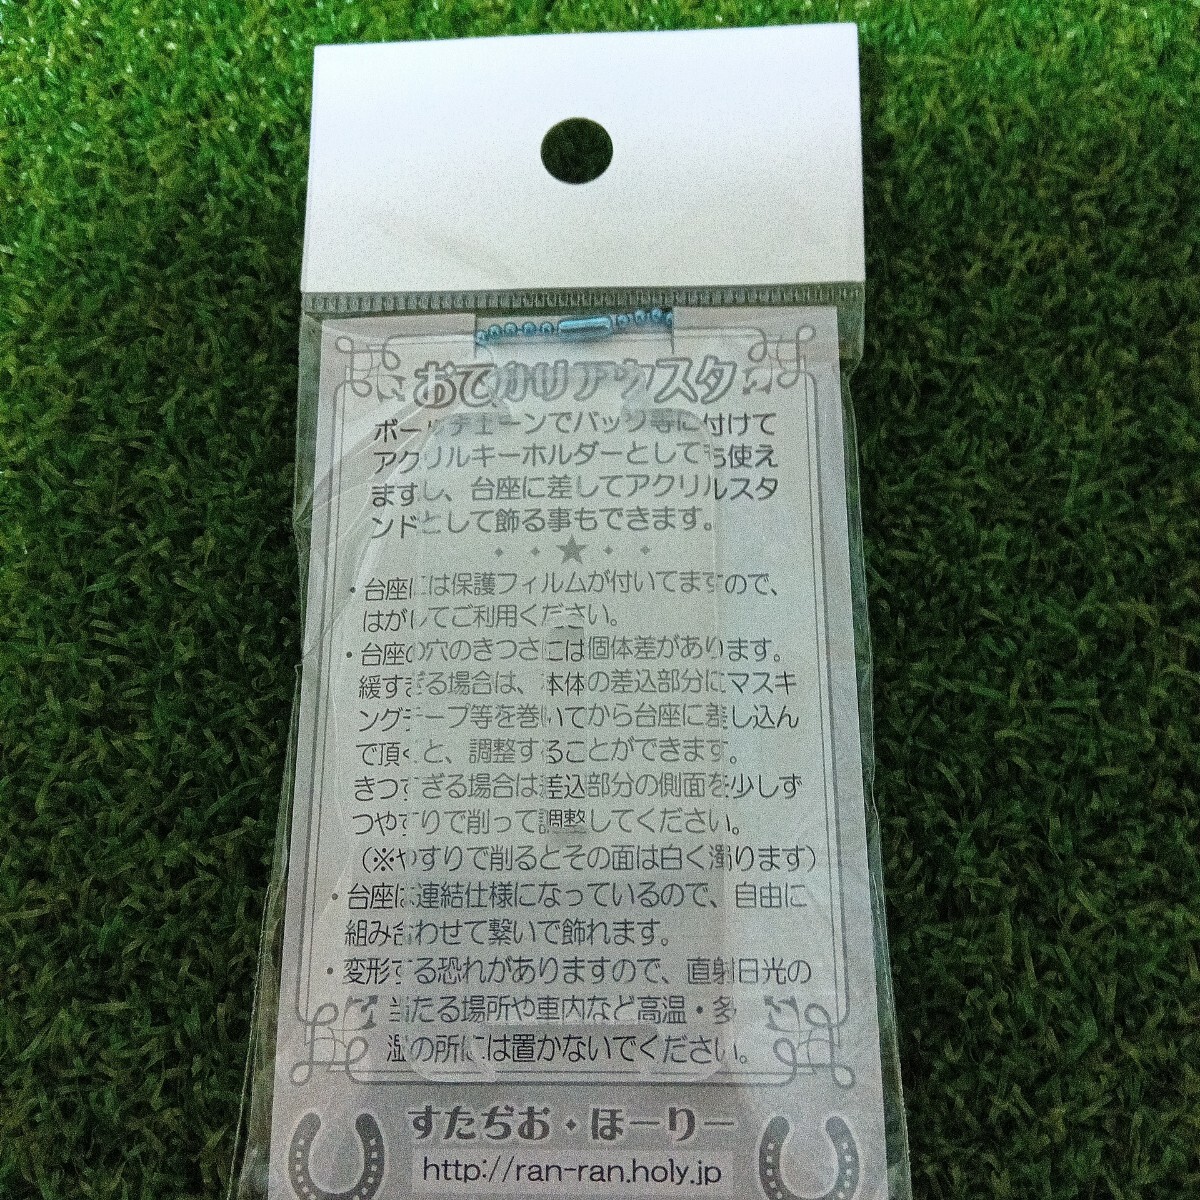 おでかけアクスタ
ボールチェーンでバッグ等に付けて
アクリルキーホルダーとしても使え
ますし、台座に差してアクリルスタ
ンドとして飾る事もできます。
・台座には保護フィルムが付いてますので、
はがしてご利用ください。
・台座の穴のきつさには個体差があります。
緩すぎる場合は、本体の差込部分にマスキ
ングテープ等を巻いてから台座に差し込ん
で頂くと、調整することができます。
きつすぎる場合は差込部分の側面を少しず
つやすりで削って調整してください。
（※やすりで削るとその面は白く濁ります）
・台座は連結仕様になっているので、自由に
組み合わせて繋いで飾れます。
・変形する恐れがありますので、直射日光の
当たる場所や車内など高温・多
湿の所には置かないでください。
すたぢお・ほーりー
http://ran-ran.holy.jp